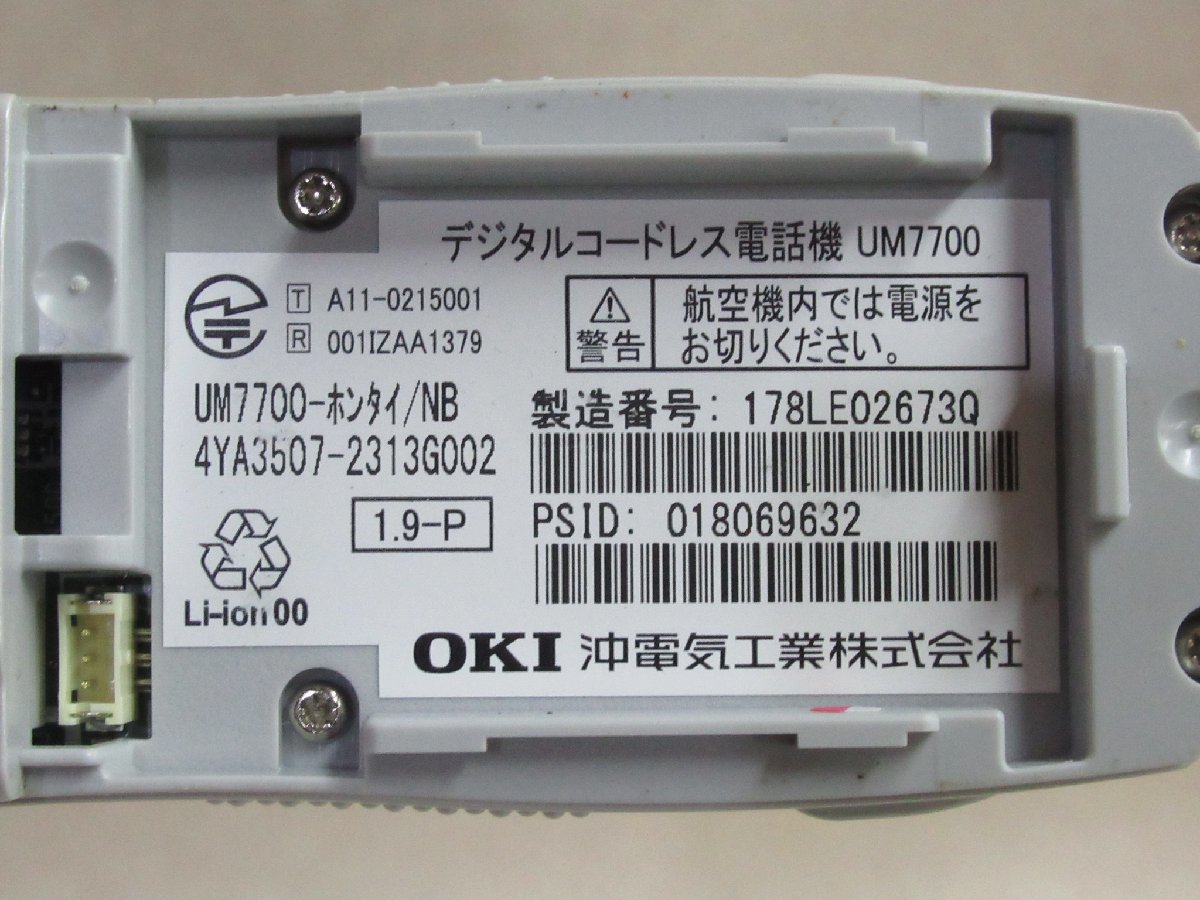 デジタルコードレス電話機 UM7700
T A11-0215001
R 001IZAA1379
警告
航空機内では電源を
お切りください。
UM7700-ホンタイ/NB
4YA3507-2313G002
製造番号: 178LE02673Q
1.9-P
PSID: 018069632
Li-ion 00
OKI 沖電気工業株式会社